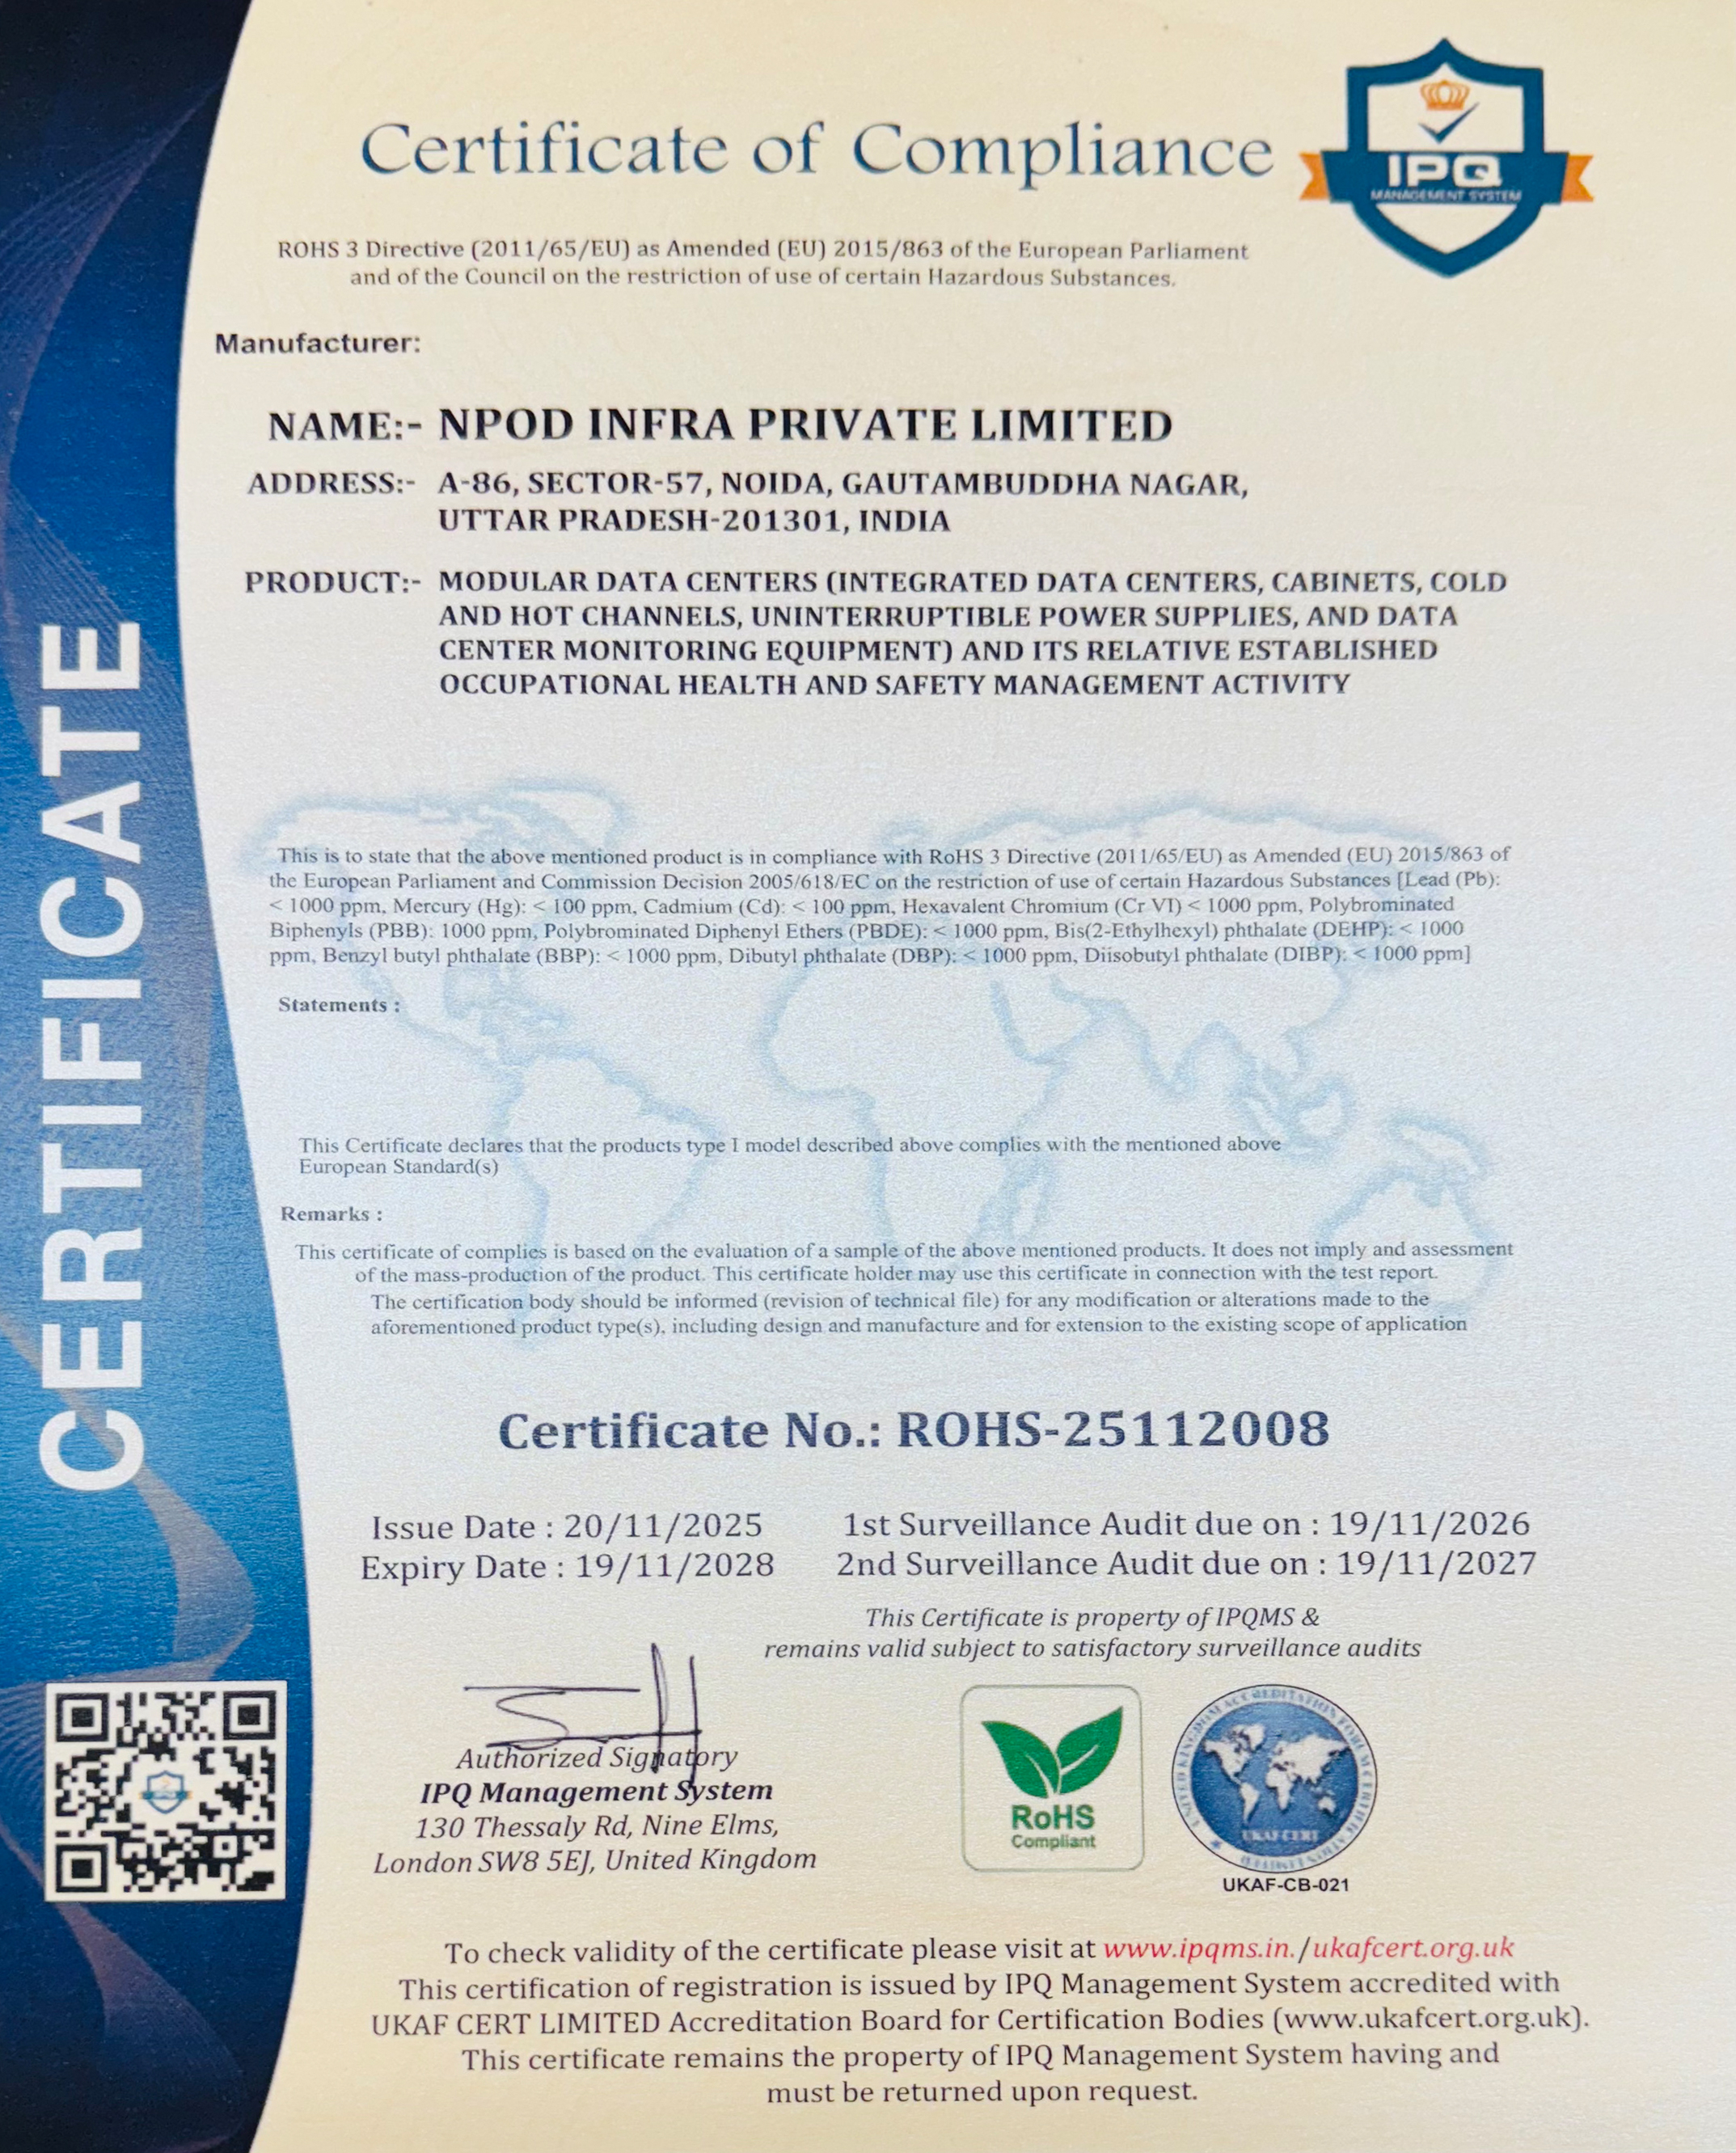 CERTIFICATE
Certificate of Compliance
IPQ
MANAGEMENT SYSTEM
ROHS 3 Directive (2011/65/EU) as Amended (EU) 2015/863 of the European Parliament
and of the Council on the restriction of use of certain Hazardous Substances.
Manufacturer:
NAME:- NPOD INFRA PRIVATE LIMITED
ADDRESS:- A-86, SECTOR-57, NOIDA, GAUTAMBUDDHA NAGAR,
UTTAR PRADESH-201301, INDIA
PRODUCT:- MODULAR DATA CENTERS (INTEGRATED DATA CENTERS, CABINETS, COLD
AND HOT CHANNELS, UNINTERRUPTIBLE POWER SUPPLIES, AND DATA
CENTER MONITORING EQUIPMENT) AND ITS RELATIVE ESTABLISHED
OCCUPATIONAL HEALTH AND SAFETY MANAGEMENT ACTIVITY
This is to state that the above mentioned product is in compliance with RoHS 3 Directive (2011/65/EU) as Amended (EU) 2015/863 of
the European Parliament and Commission Decision 2005/618/EC on the restriction of use of certain Hazardous Substances [Lead (Pb):
< 1000 ppm, Mercury (Hg): < 100 ppm, Cadmium (Cd): < 100 ppm, Hexavalent Chromium (Cr VI) < 1000 ppm, Polybrominated
Biphenyls (PBB): 1000 ppm, Polybrominated Diphenyl Ethers (PBDE): < 1000 ppm, Bis(2-Ethylhexyl) phthalate (DEHP): < 1000
ppm, Benzyl butyl phthalate (BBP): < 1000 ppm, Dibutyl phthalate (DBP): < 1000 ppm, Diisobutyl phthalate (DIBP): < 1000 ppm]
Statements :
This Certificate declares that the products type I model described above complies with the mentioned above
European Standard(s)
Remarks :
This certificate of complies is based on the evaluation of a sample of the above mentioned products. It does not imply and assessment
of the mass-production of the product. This certificate holder may use this certificate in connection with the test report.
The certification body should be informed (revision of technical file) for any modification or alterations made to the
aforementioned product type(s), including design and manufacture and for extension to the existing scope of application
Certificate No.: ROHS-25112008
Issue Date : 20/11/2025
Expiry Date : 19/11/2028
1st Surveillance Audit due on : 19/11/2026
2nd Surveillance Audit due on : 19/11/2027
This Certificate is property of IPQMS &
remains valid subject to satisfactory surveillance audits
Authorized Signatory
IPQ Management System
130 Thessaly Rd, Nine Elms,
London SW8 5EJ, United Kingdom
RoHS
Compliant
UNITED KINGDOM ACCREDITATION FOR
UKAF CERT
UKAF-CB-021
To check validity of the certificate please visit at www.ipqms.in./ukafcert.org.uk
This certification of registration is issued by IPQ Management System accredited with
UKAF CERT LIMITED Accreditation Board for Certification Bodies (www.ukafcert.org.uk).
This certificate remains the property of IPQ Management System having and
must be returned upon request.